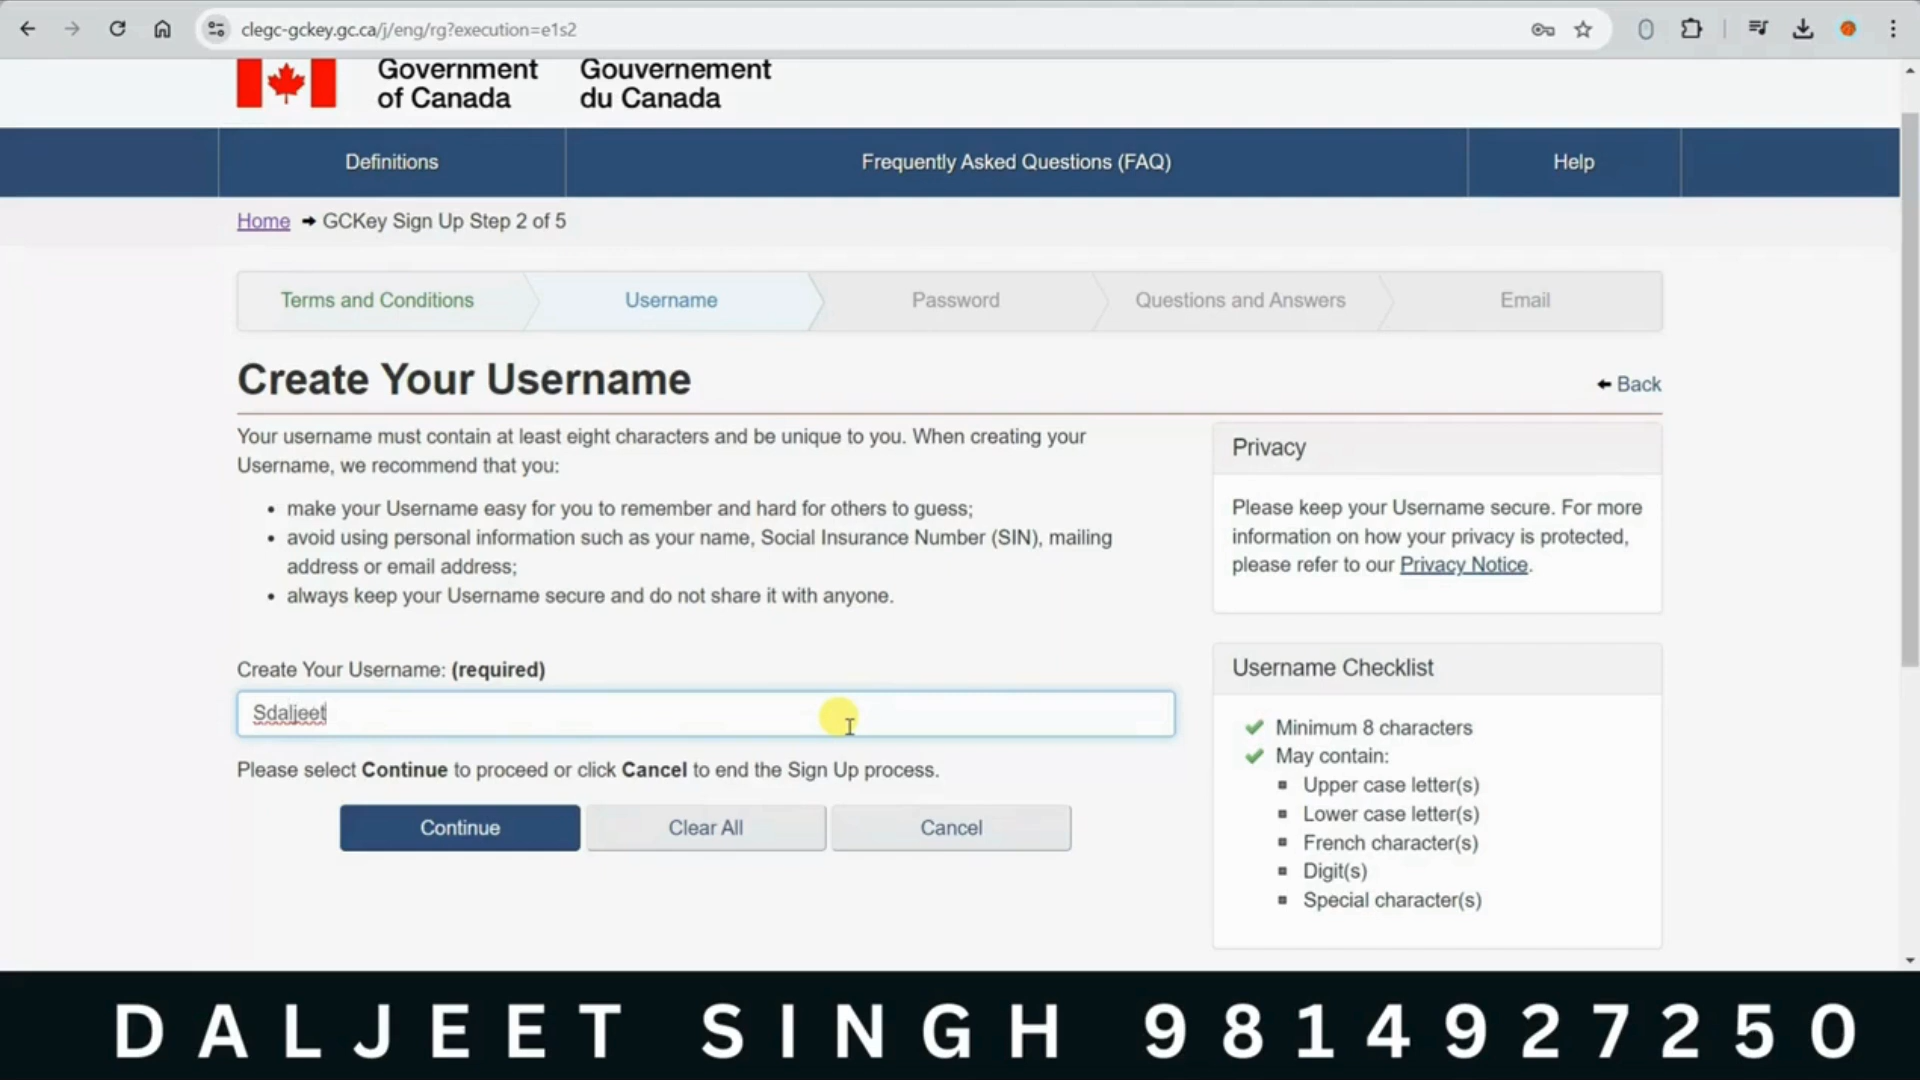 clegc-gckey.gc.ca/j/eng/rg?execution=e1s2
Government
of Canada
Gouvernement
du Canada
Definitions
Frequently Asked Questions (FAQ)
Help
Home → GCKey Sign Up Step 2 of 5
Terms and Conditions
Username
Password
Questions and Answers
Email
Create Your Username
Back
Your username must contain at least eight characters and be unique to you. When creating your
Username, we recommend that you:
• make your Username easy for you to remember and hard for others to guess;
• avoid using personal information such as your name, Social Insurance Number (SIN), mailing
address or email address;
• always keep your Username secure and do not share it with anyone.
Create Your Username: (required)
Sdaljeet
Please select Continue to proceed or click Cancel to end the Sign Up process.
Continue
Clear All
Cancel
Privacy
Please keep your Username secure. For more
information on how your privacy is protected,
please refer to our Privacy Notice.
Username Checklist
Minimum 8 characters
May contain:
Upper case letter(s)
Lower case letter(s)
French character(s)
Digit(s)
Special character(s)
DALJEET SINGH 9814927250